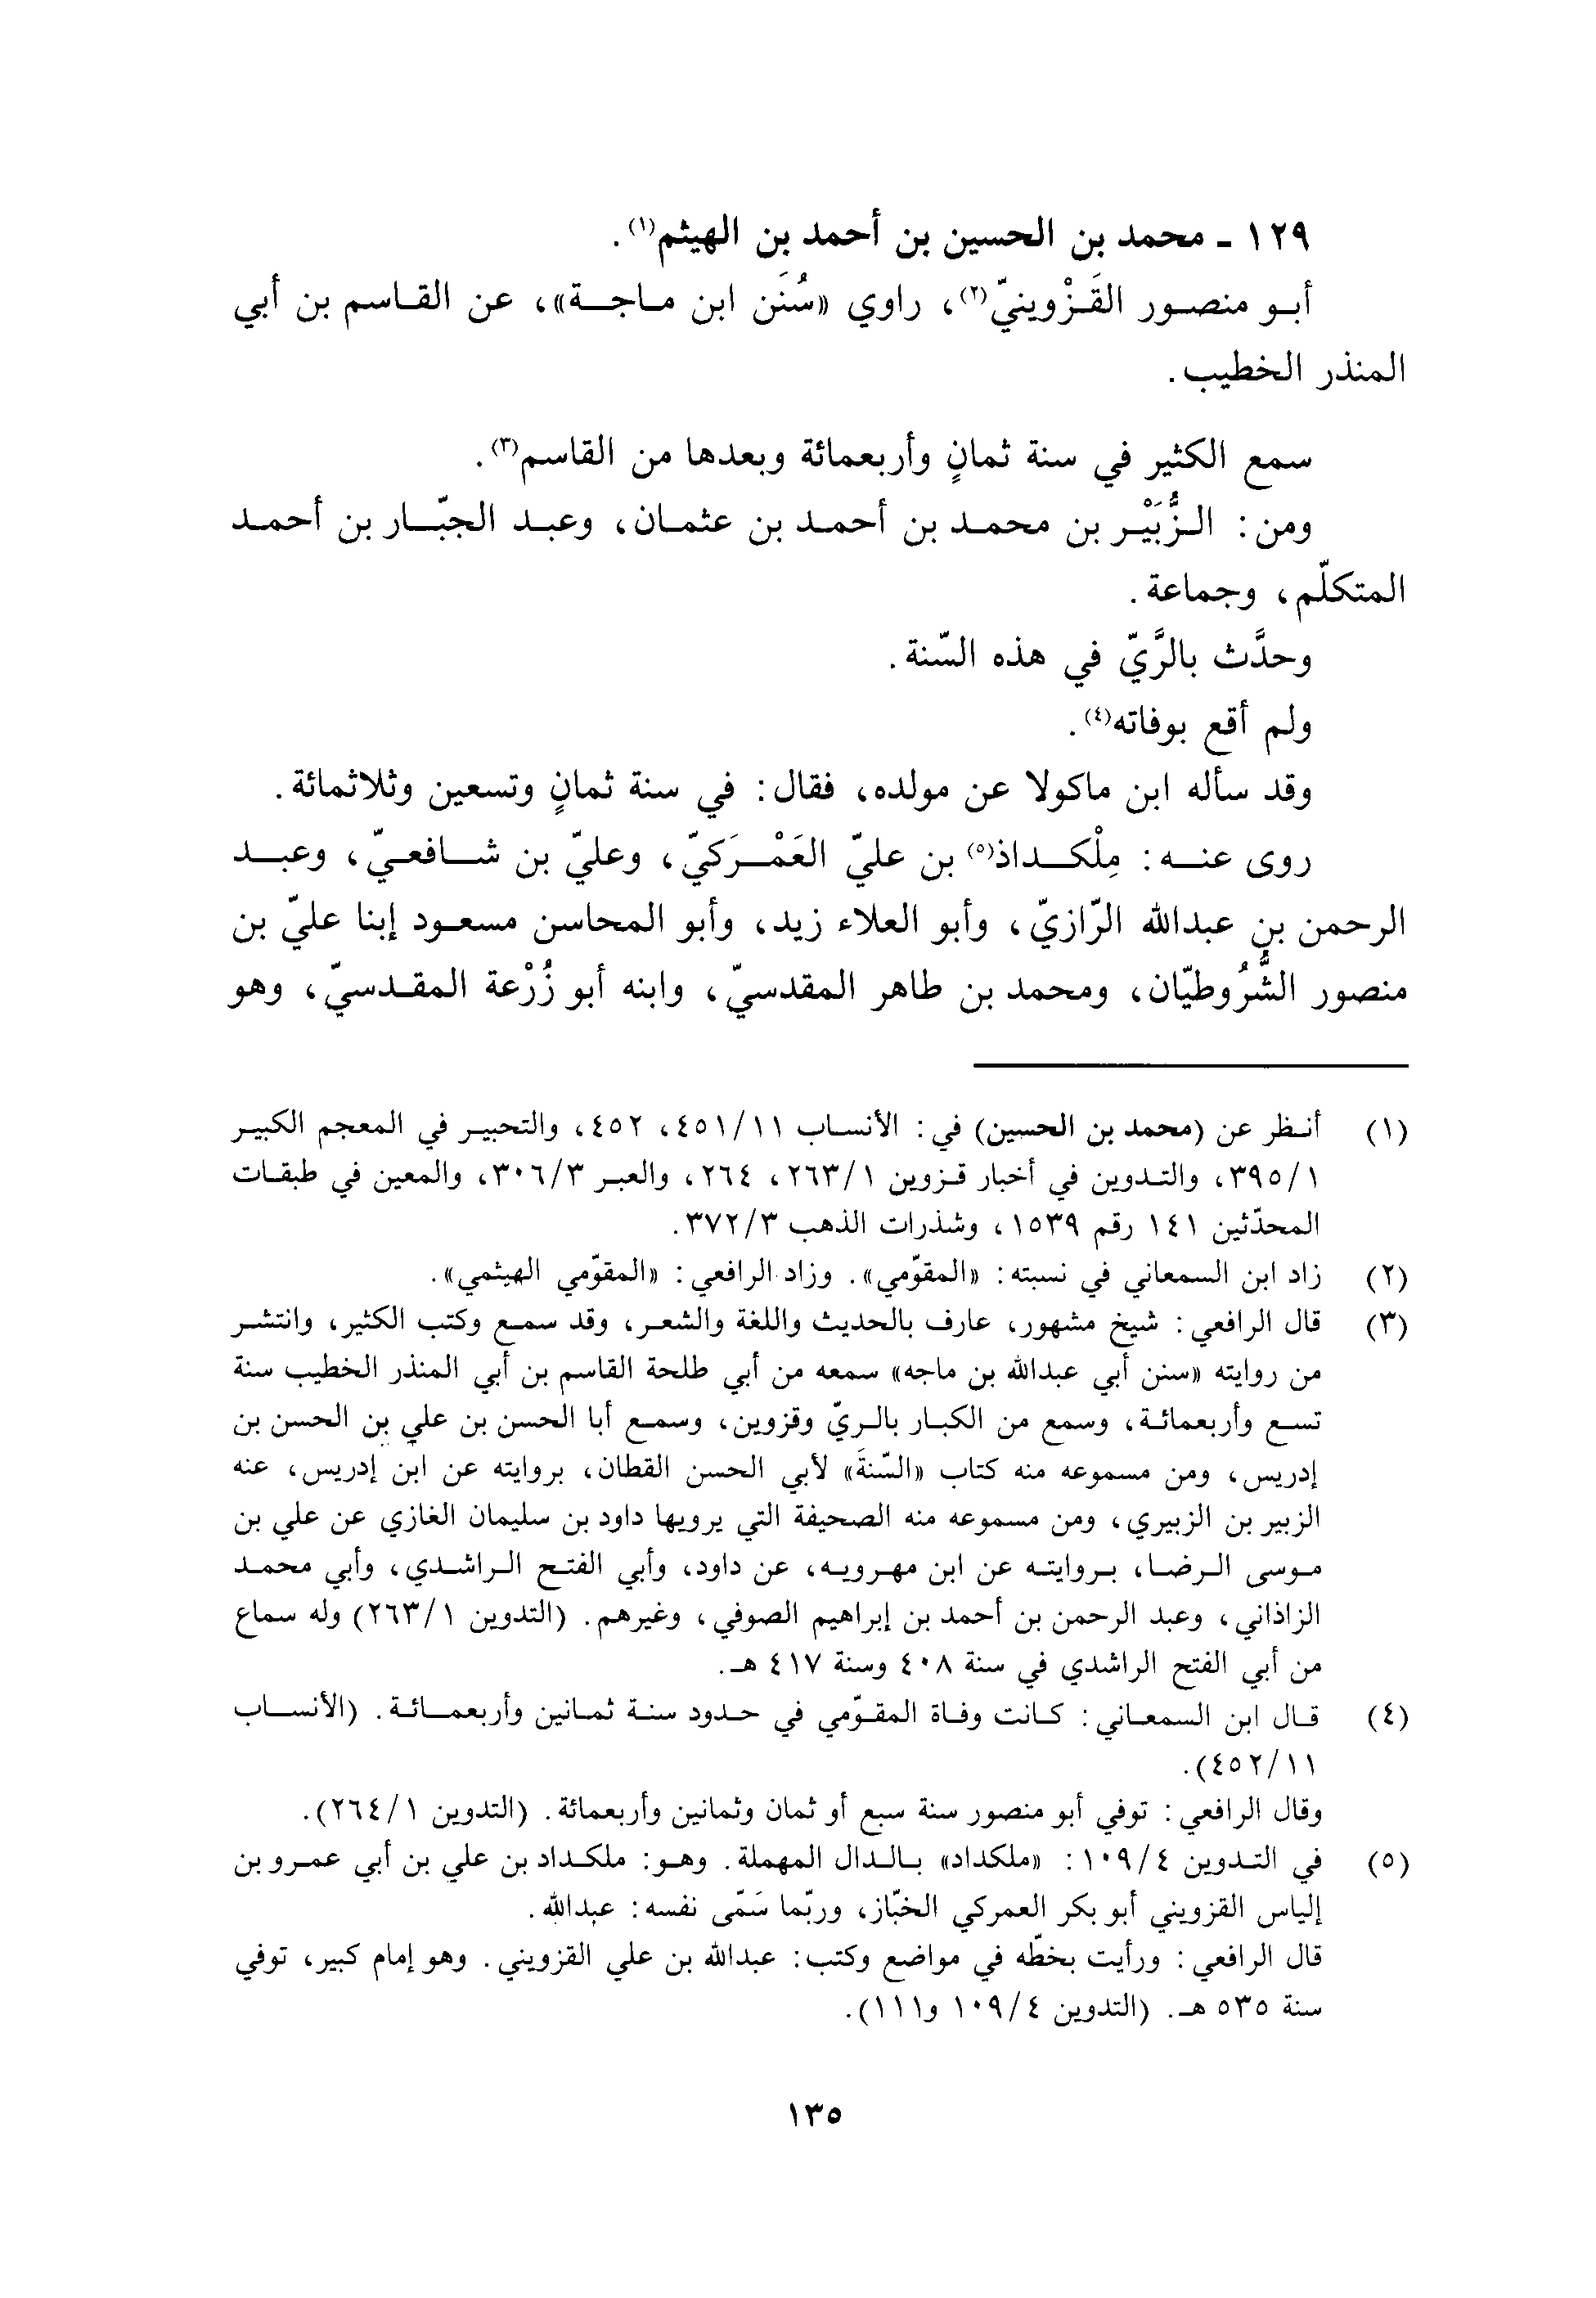 ١٢٩ - محمد بن الحسين بن أحمد بن الهيثم(١).
أبو منصور القَزْوينيّ(٢)، راوي «سُنَن ابن ماجة»، عن القاسم بن أبي
المنذر الخطيب.
سمع الكثير في سنة ثمانٍ وأربعمائة وبعدها من القاسم(٣).
ومن: الزُّبَيْر بن محمد بن أحمد بن عثمان، وعبد الجبّار بن أحمد
المتكلّم، وجماعة.
وحدَّث بالرَّيّ في هذه السّنة.
ولم أقع بوفاته(٤).
وقد سأله ابن ماكولا عن مولده، فقال: في سنة ثمانٍ وتسعين وثلاثمائة.
روى عنه: مِلْكداذ(٥) بن عليّ العَمْرَكيّ، وعليّ بن شافعيّ، وعبد
الرحمن بن عبدالله الرّازيّ، وأبو العلاء زيد، وأبو المحاسن مسعود إبنا عليّ بن
منصور الشُّرُوطيّان، ومحمد بن طاهر المقدسيّ، وابنه أبو زُرْعة المقدسيّ، وهو
(١) أنظر عن (محمد بن الحسين) في: الأنساب ٤٥١/١١، ٤٥٢، والتحبير في المعجم الكبير
٣٩٥/١، والتدوين في أخبار قزوين ٢٦٣/١، ٢٦٤، والعبر ٣٠٦/٣، والمعين في طبقات
المحدّثين ١٤١ رقم ١٥٣٩، وشذرات الذهب ٣٧٢/٣.
(٢) زاد ابن السمعاني في نسبته: «المقوّمي». وزاد الرافعي: «المقوّمي الهيثمي».
(٣) قال الرافعي: شيخ مشهور، عارف بالحديث واللغة والشعر، وقد سمع وكتب الكثير، وانتشر
من روايته «سنن أبي عبدالله بن ماجه» سمعه من أبي طلحة القاسم بن أبي المنذر الخطيب سنة
تسع وأربعمائة، وسمع من الكبار بالريّ وقزوين، وسمع أبا الحسن بن علي بن الحسن بن
إدريس، ومن مسموعه منه كتاب «السّنةَ» لأبي الحسن القطان، بروايته عن ابن إدريس، عنه
الزبير بن الزبيري، ومن مسموعه منه الصحيفة التي يرويها داود بن سليمان الغازي عن علي بن
موسى الرضا، بروايته عن ابن مهرويه، عن داود، وأبي الفتح الراشدي، وأبي محمد
الزاذاني، وعبد الرحمن بن أحمد بن إبراهيم الصوفي، وغيرهم. (التدوين ٢٦٣/١) وله سماع
من أبي الفتح الراشدي في سنة ٤٠٨ وسنة ٤١٧ هـ.
(٤) قال ابن السمعاني: كانت وفاة المقوّمي في حدود سنة ثمانين وأربعمائة. (الأنساب
٤٥٢/١١).
وقال الرافعي: توفي أبو منصور سنة سبع أو ثمان وثمانين وأربعمائة. (التدوين ٢٦٤/١).
(٥) في التدوين ١٠٩/٤: «ملكداد» بالدال المهملة. وهو: ملكداد بن علي بن أبي عمرو بن
إلياس القزويني أبو بكر العمركي الخبّاز، وربّما سَمّى نفسه: عبدالله.
قال الرافعي: ورأيت بخطّه في مواضع وكتب: عبدالله بن علي القزويني. وهو إمام كبير، توفي
سنة ٥٣٥ هـ. (التدوين ١٠٩/٤ و١١١).
١٣٥